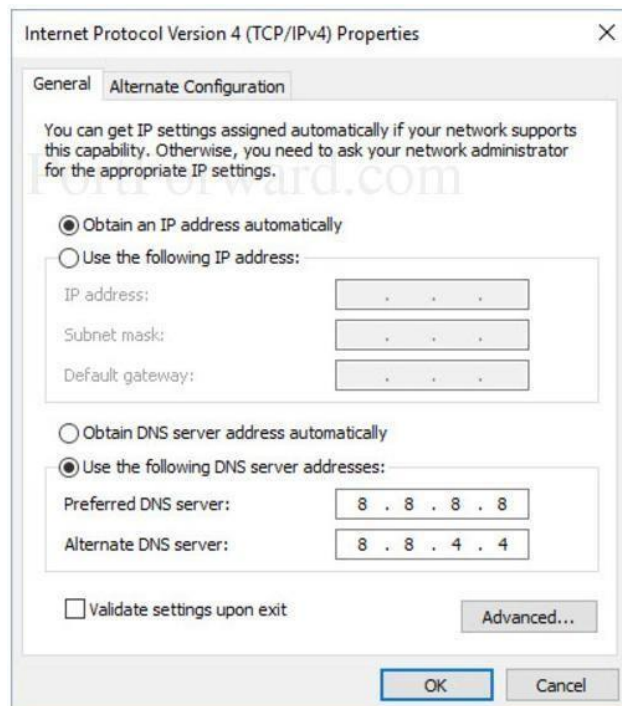 Internet Protocol Version 4 (TCP/IPv4) Properties
General
Alternate Configuration
You can get IP settings assigned automatically if your network supports
this capability. Otherwise, you need to ask your network administrator
for the appropriate IP settings.
PortForward.com
Obtain an IP address automatically
Use the following IP address:
IP address:
. . .
Subnet mask:
. . .
Default gateway:
. . .
Obtain DNS server address automatically
Use the following DNS server addresses:
Preferred DNS server:
8 . 8 . 8 . 8
Alternate DNS server:
8 . 8 . 4 . 4
Validate settings upon exit
Advanced...
OK
Cancel